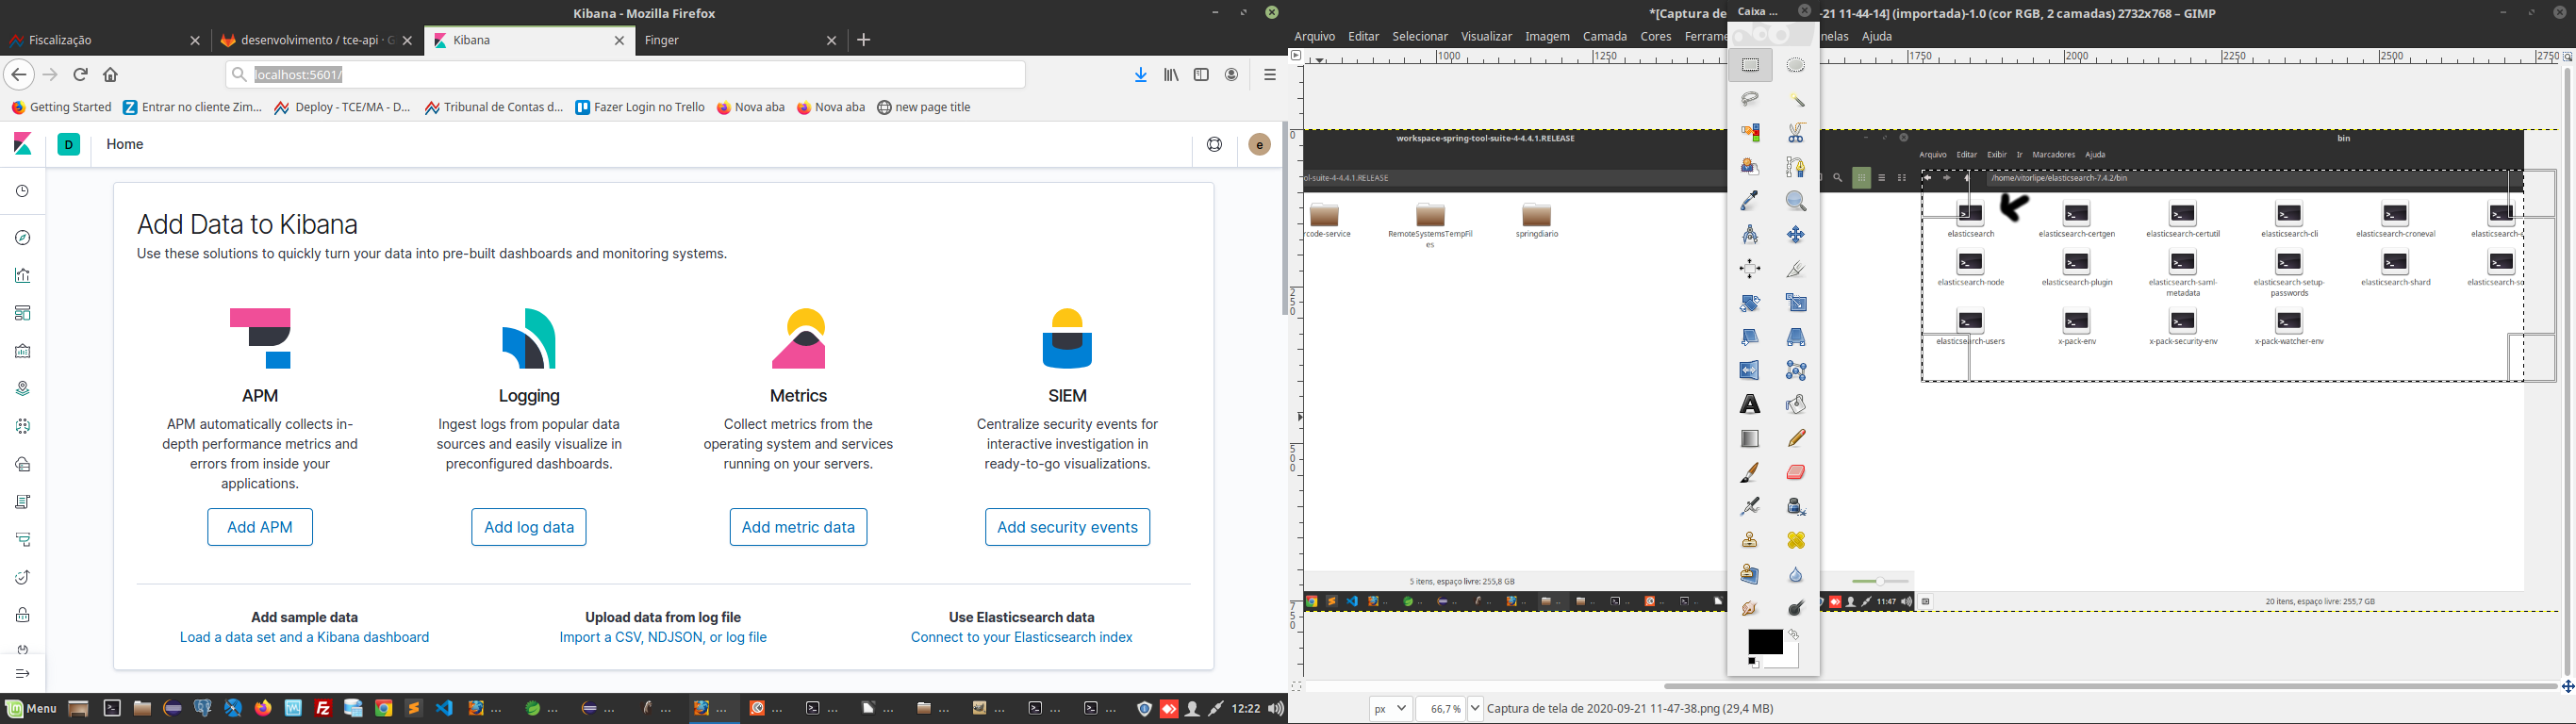 Kibana - Mozilla Firefox
Fiscalização
desenvolvimento / tce-api · G
Kibana
Finger
localhost:5601/
Getting Started
Entrar no cliente Zim...
Deploy - TCE/MA - D...
Tribunal de Contas d...
Fazer Login no Trello
Nova aba
Nova aba
new page title
D
Home
e
Add Data to Kibana
Use these solutions to quickly turn your data into pre-built dashboards and monitoring systems.
APM
APM automatically collects in-
depth performance metrics and
errors from inside your
applications.
Add APM
Logging
Ingest logs from popular data
sources and easily visualize in
preconfigured dashboards.
Add log data
Metrics
Collect metrics from the
operating system and services
running on your servers.
Add metric data
SIEM
Centralize security events for
interactive investigation in
ready-to-go visualizations.
Add security events
Add sample data
Load a data set and a Kibana dashboard
Upload data from log file
Import a CSV, NDJSON, or log file
Use Elasticsearch data
Connect to your Elasticsearch index
Menu
12:22
*[Captura de
-21 11-44-14] (importada)-1.0 (cor RGB, 2 camadas) 2732x768 – GIMP
Caixa ...
Arquivo Editar Selecionar Visualizar Imagem Camada Cores Ferrame
nelas Ajuda
1000
1250
1750
2000
2250
2500
2750
0
250
500
750
workspace-spring-tool-suite-4-4.4.1.RELEASE
ol-suite-4-4.4.1.RELEASE
rcode-service
RemoteSystemsTempFil
es
springdiario
5 itens, espaço livre: 255,8 GB
11:47
bin
Arquivo Editar Exibir Ir Marcadores Ajuda
/home/vitorlipe/elasticsearch-7.4.2/bin
elasticsearch
elasticsearch-certgen
elasticsearch-certutil
elasticsearch-cli
elasticsearch-croneval
elasticsearch-
elasticsearch-node
elasticsearch-plugin
elasticsearch-saml-
metadata
elasticsearch-setup-
passwords
elasticsearch-shard
elasticsearch-s
elasticsearch-users
x-pack-env
x-pack-security-env
x-pack-watcher-env
20 itens, espaço livre: 255,7 GB
px
66,7 %
Captura de tela de 2020-09-21 11-47-38.png (29,4 MB)